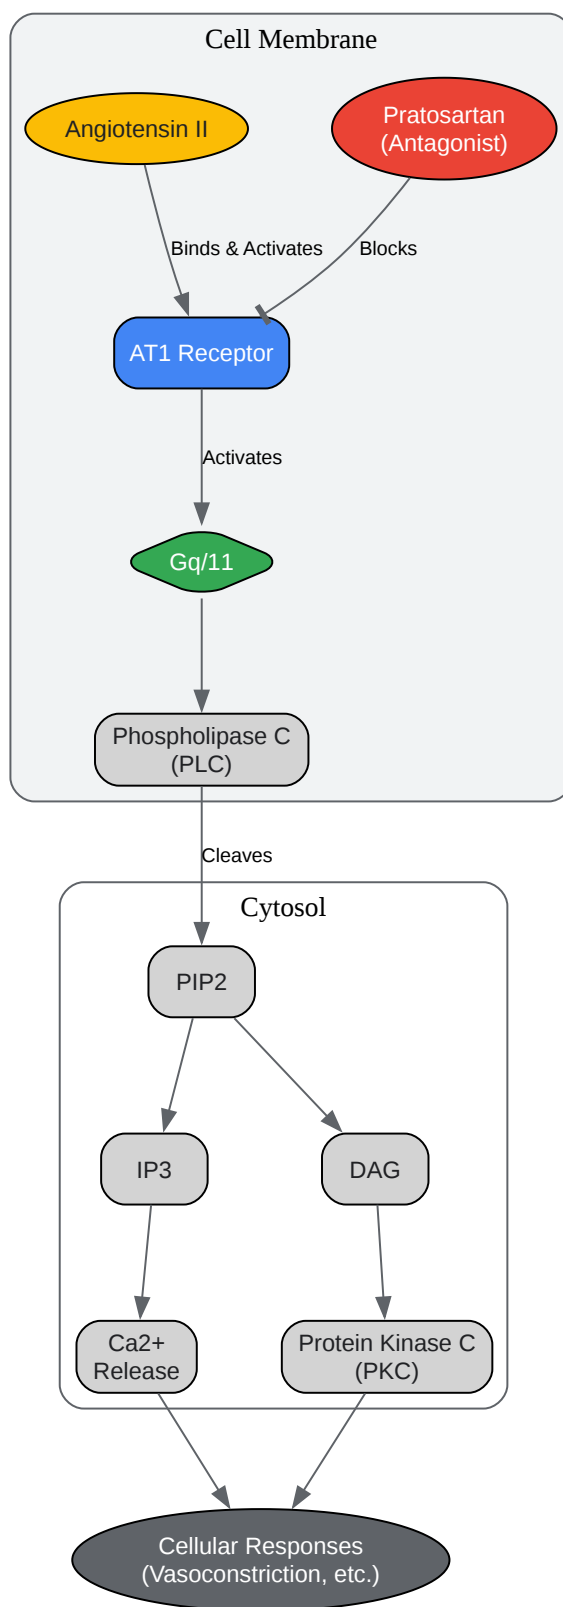 Cell Membrane
Angiotensin II
Pratosartan
(Antagonist)
Binds & Activates
Blocks
AT1 Receptor
Activates
Gq/11
Phospholipase C
(PLC)
Cleaves
Cytosol
PIP2
IP3
DAG
Ca2+
Release
Protein Kinase C
(PKC)
Cellular Responses
(Vasoconstriction, etc.)